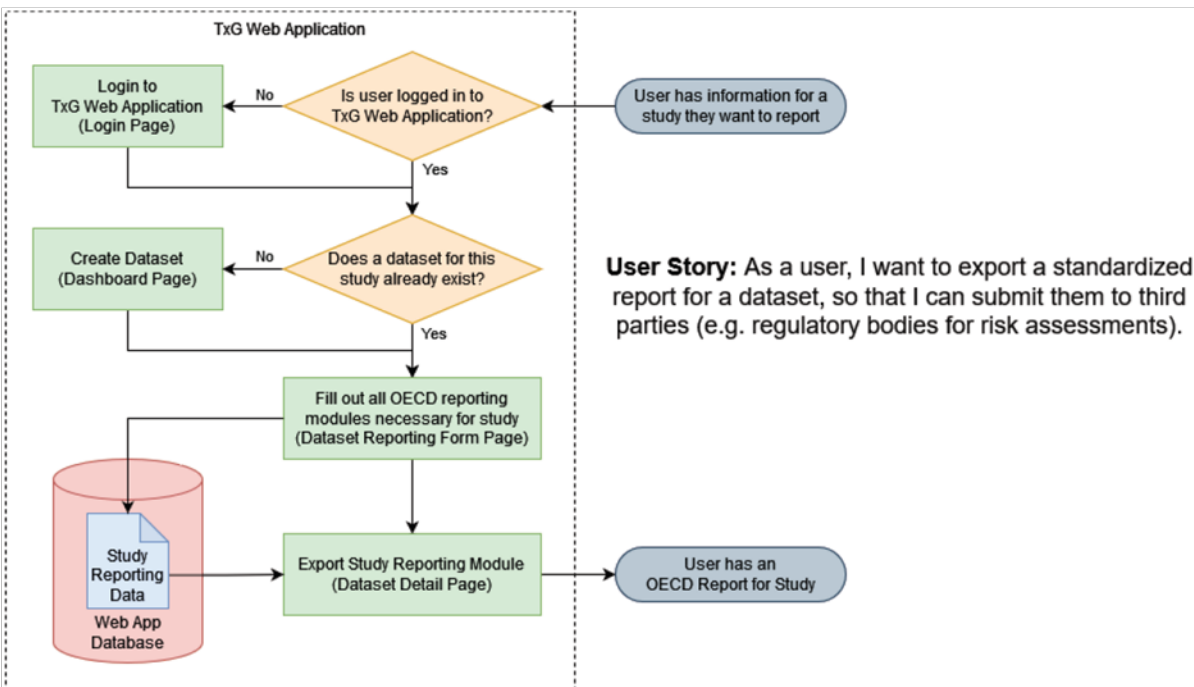 TxG Web Application
Login to
TxG Web Application
(Login Page)
No
Is user logged in to
TxG Web Application?
User has information for a
study they want to report
Yes
Create Dataset
(Dashboard Page)
No
Does a dataset for this
study already exist?
User Story: As a user, I want to export a standardized
report for a dataset, so that I can submit them to third
parties (e.g. regulatory bodies for risk assessments).
Yes
Fill out all OECD reporting
modules necessary for study
(Dataset Reporting Form Page)
Study
Reporting
Data
Web App
Database
Export Study Reporting Module
(Dataset Detail Page)
User has an
OECD Report for Study